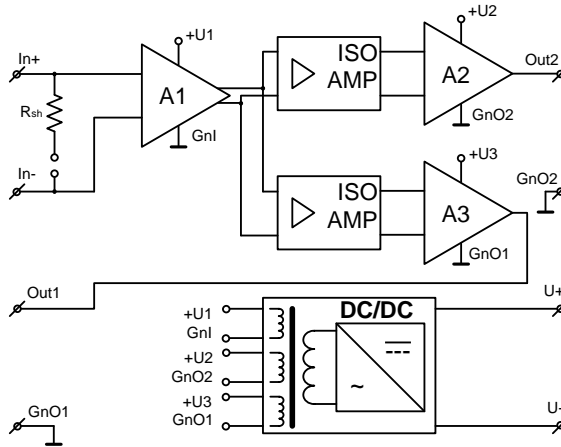 +U1
+U2
In+
ISO
AMP
A2
Out2
A1
Rsh
GnI
GnO2
+U3
In-
ISO
AMP
A3
GnO2
GnO1
Out1
DC/DC
U+
+U1
GnI
+U2
GnO2
+U3
GnO1
~
GnO1
U-